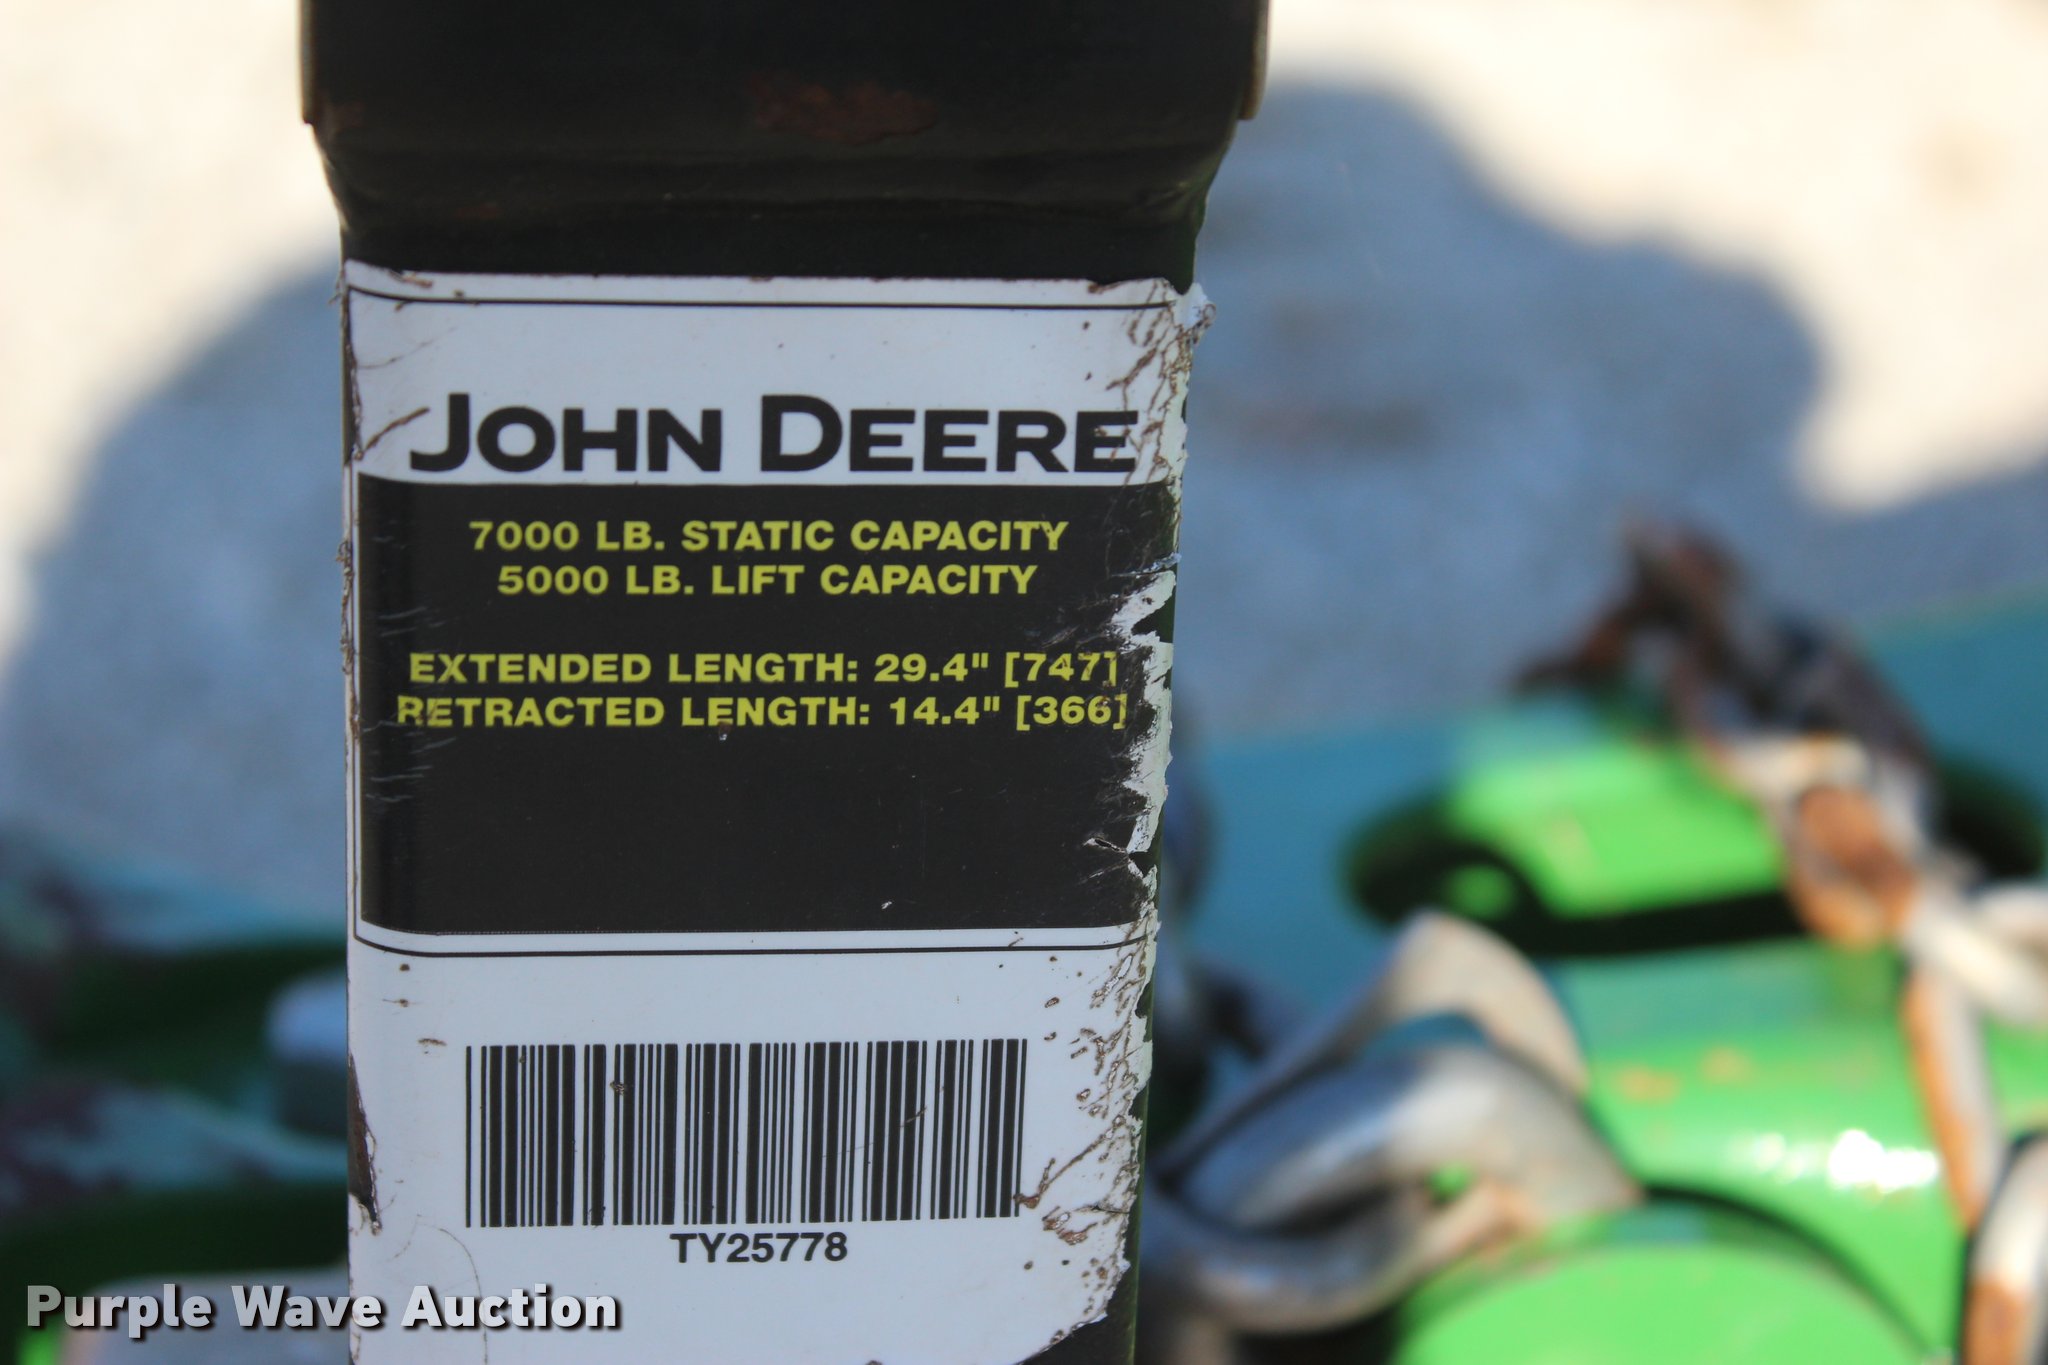 JOHN DEERE
7000 LB. STATIC CAPACITY
5000 LB. LIFT CAPACITY
EXTENDED LENGTH: 29.4" [747]
RETRACTED LENGTH: 14.4" [366]
TY25778
Purple Wave Auction